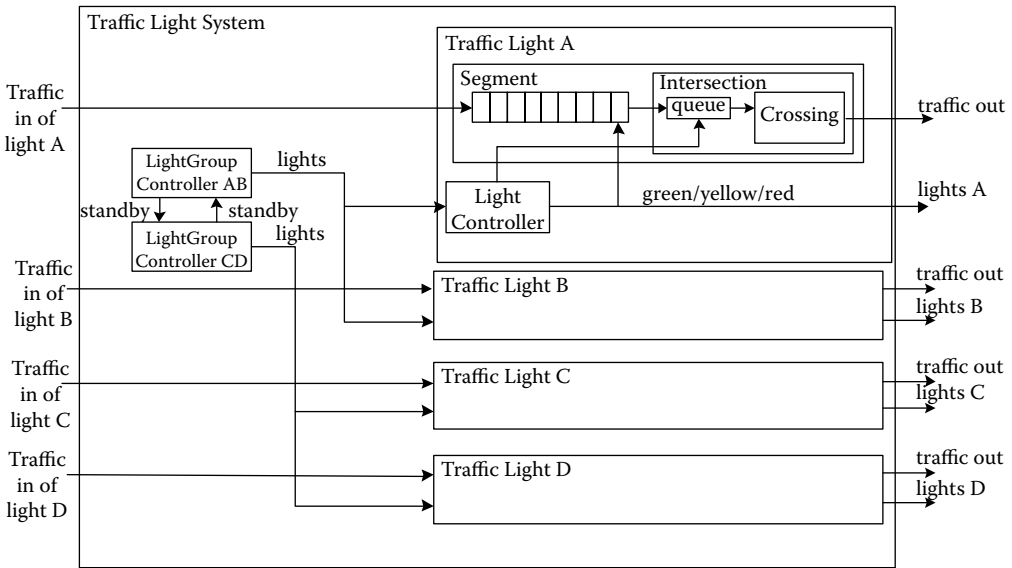 Traffic Light System
Traffic Light A
Segment
Intersection
queue
Crossing
Traffic
in of
light A
traffic out
LightGroup
Controller AB
lights
standby
standby
LightGroup
Controller CD
lights
Light
Controller
green/yellow/red
lights A
Traffic
in of
light B
Traffic Light B
traffic out
lights B
Traffic
in of
light C
Traffic Light C
traffic out
lights C
Traffic
in of
light D
Traffic Light D
traffic out
lights D